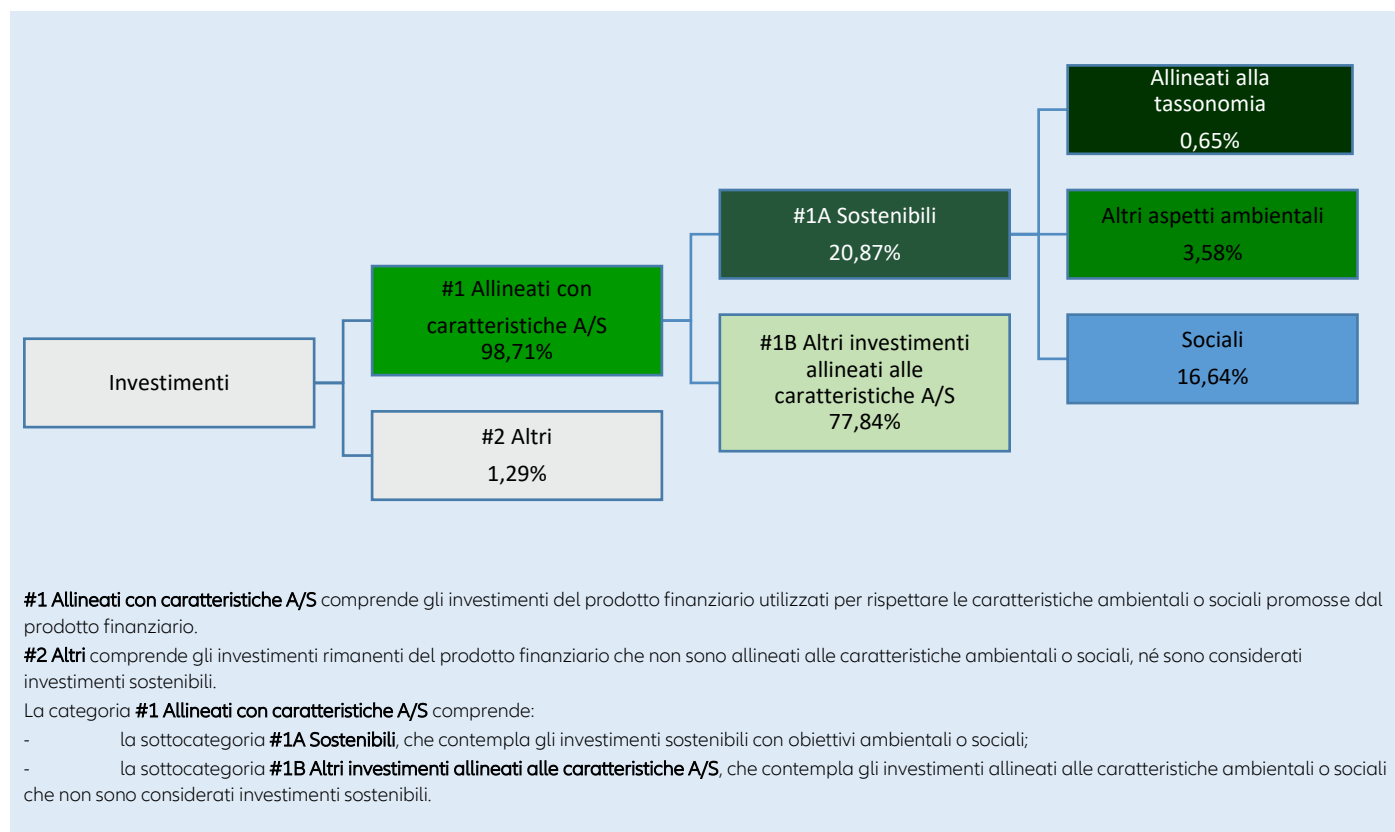 Investimenti
#1 Allineati con
caratteristiche A/S
98,71%
#2 Altri
1,29%
#1A Sostenibili
20,87%
#1B Altri investimenti
allineati alle
caratteristiche A/S
77,84%
Allineati alla
tassonomia
0,65%
Altri aspetti ambientali
3,58%
Sociali
16,64%
#1 Allineati con caratteristiche A/S comprende gli investimenti del prodotto finanziario utilizzati per rispettare le caratteristiche ambientali o sociali promosse dal
prodotto finanziario.
#2 Altri comprende gli investimenti rimanenti del prodotto finanziario che non sono allineati alle caratteristiche ambientali o sociali, né sono considerati
investimenti sostenibili.
La categoria #1 Allineati con caratteristiche A/S comprende:
- la sottocategoria #1A Sostenibili, che contempla gli investimenti sostenibili con obiettivi ambientali o sociali;
- la sottocategoria #1B Altri investimenti allineati alle caratteristiche A/S, che contempla gli investimenti allineati alle caratteristiche ambientali o sociali
che non sono considerati investimenti sostenibili.